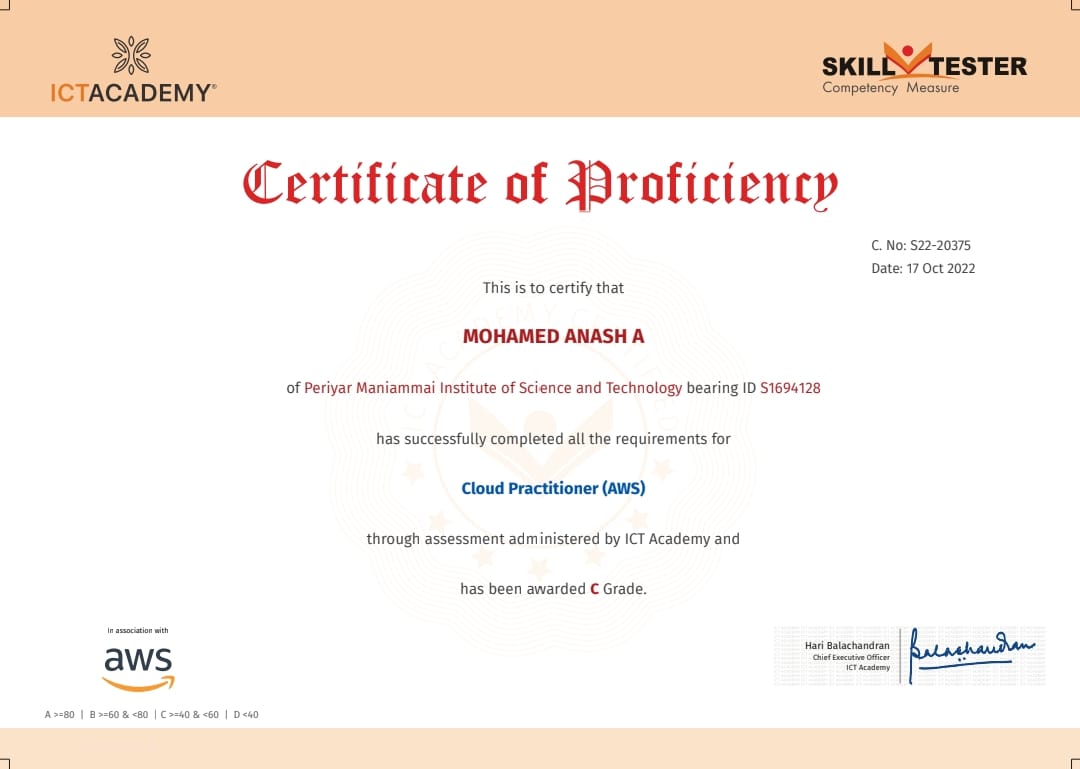 ICTACADEMY®
SKILL TESTER
Competency Measure
Certificate of Proficiency
C. No: S22-20375
Date: 17 Oct 2022
This is to certify that
MOHAMED ANASH A
of Periyar Maniammai Institute of Science and Technology bearing ID S1694128
has successfully completed all the requirements for
Cloud Practitioner (AWS)
through assessment administered by ICT Academy and
has been awarded C Grade.
In association with
aws
Hari Balachandran
Chief Executive Officer
ICT Academy
Balachandran
A >=80 | B >=60 & <80 | C >=40 & <60 | D <40